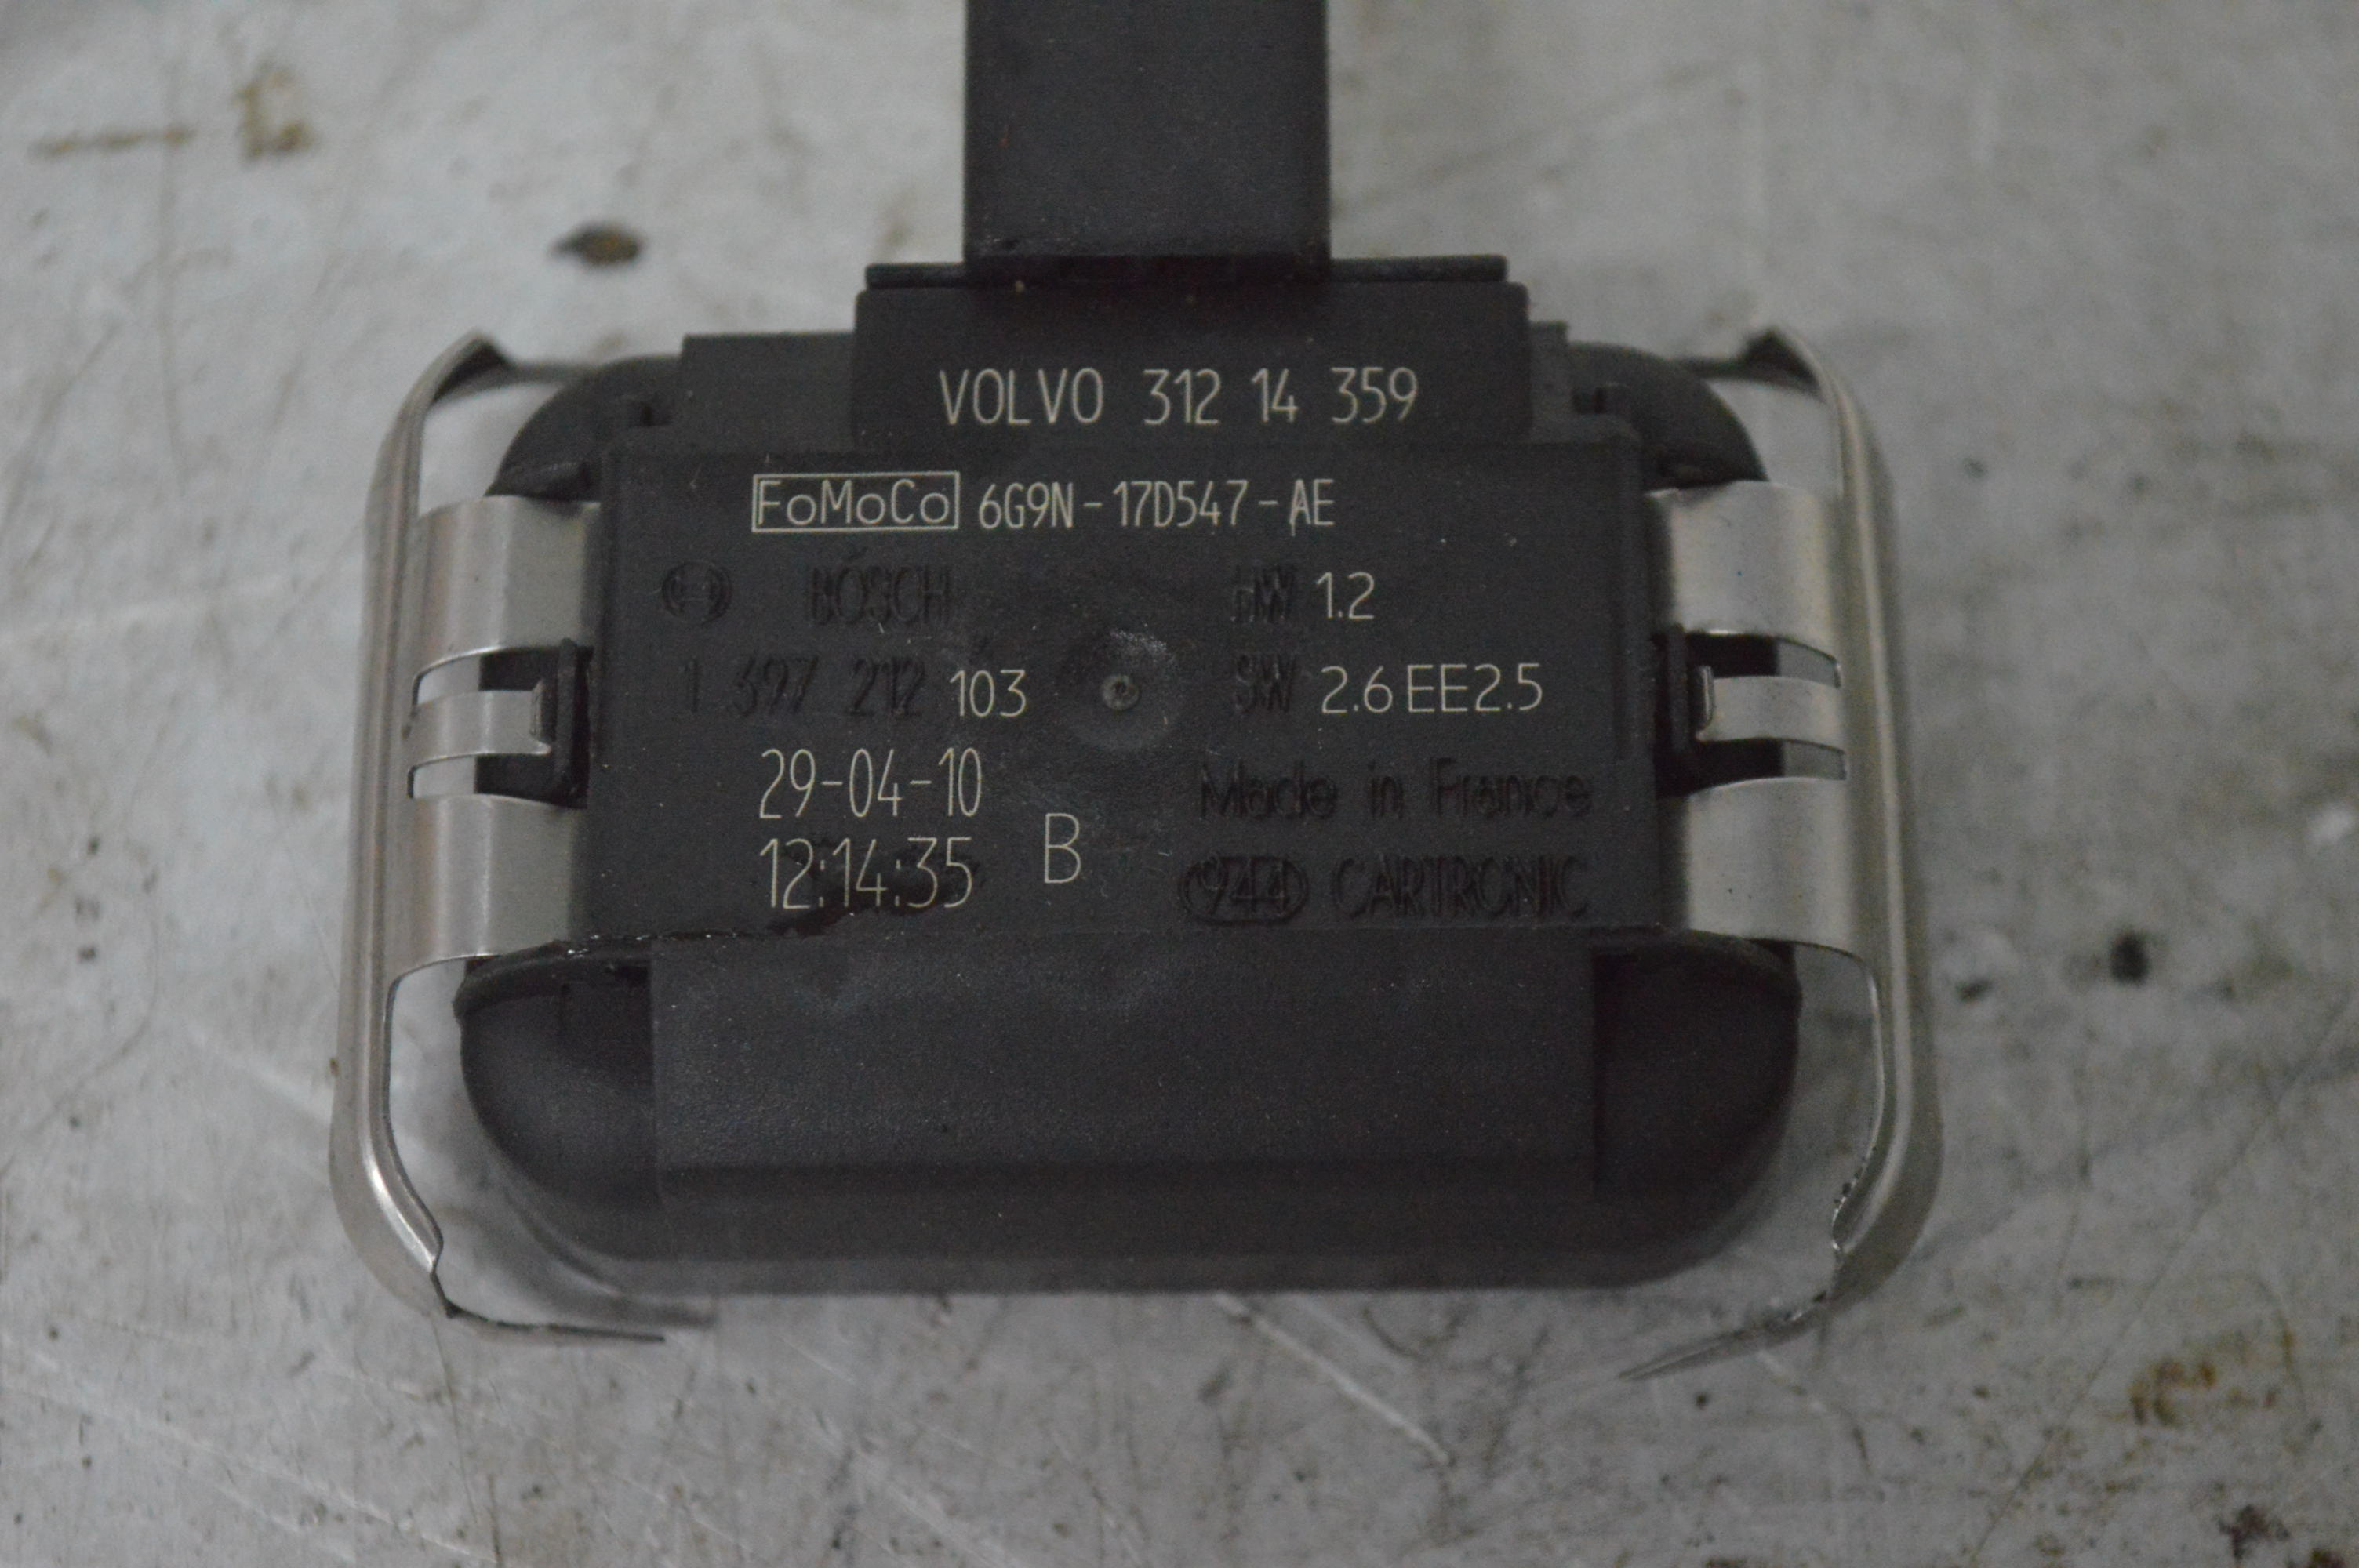 VOLVO 312 14 359
FoMoCo 6G9N-17D547-AE
BOSCH HW 1.2
1 397 212 103 SW 2.6 EE2.5
29-04-10 Made in France
12:14:35 B 944 CARTRONIC